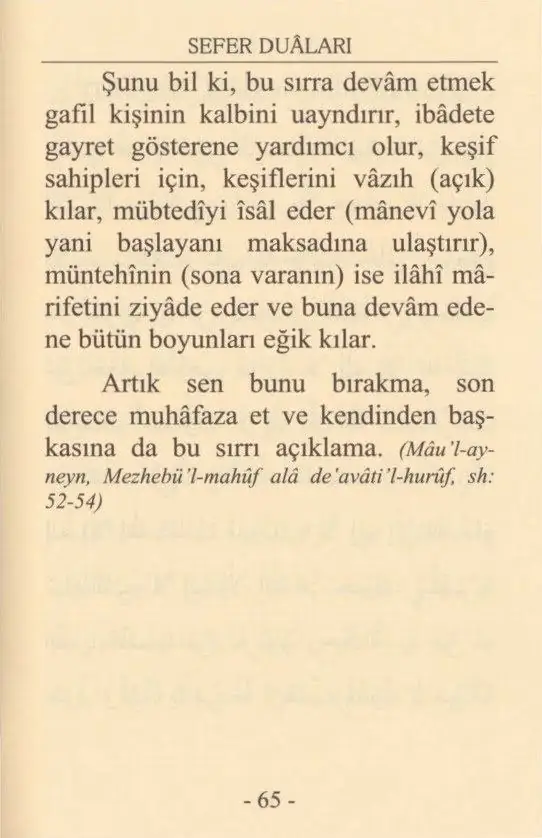 SEFER DUÂLARI
Şunu bil ki, bu sırra devâm etmek
gafil kişinin kalbini uayndırır, ibâdete
gayret gösterene yardımcı olur, keşif
sahipleri için, keşiflerini vâzıh (açık)
kılar, mübtedîyi îsâl eder (mânevî yola
yani başlayanı maksadına ulaştırır),
müntehînin (sona varanın) ise ilâhî mâ-
rifetini ziyâde eder ve buna devâm ede-
ne bütün boyunları eğik kılar.
Artık sen bunu bırakma, son
derece muhâfaza et ve kendinden baş-
kasına da bu sırrı açıklama. (Mâu'l-ay-
neyn, Mezhebü'l-mahûf alâ de'avâti'l-hurûf, sh:
52-54)
- 65 -